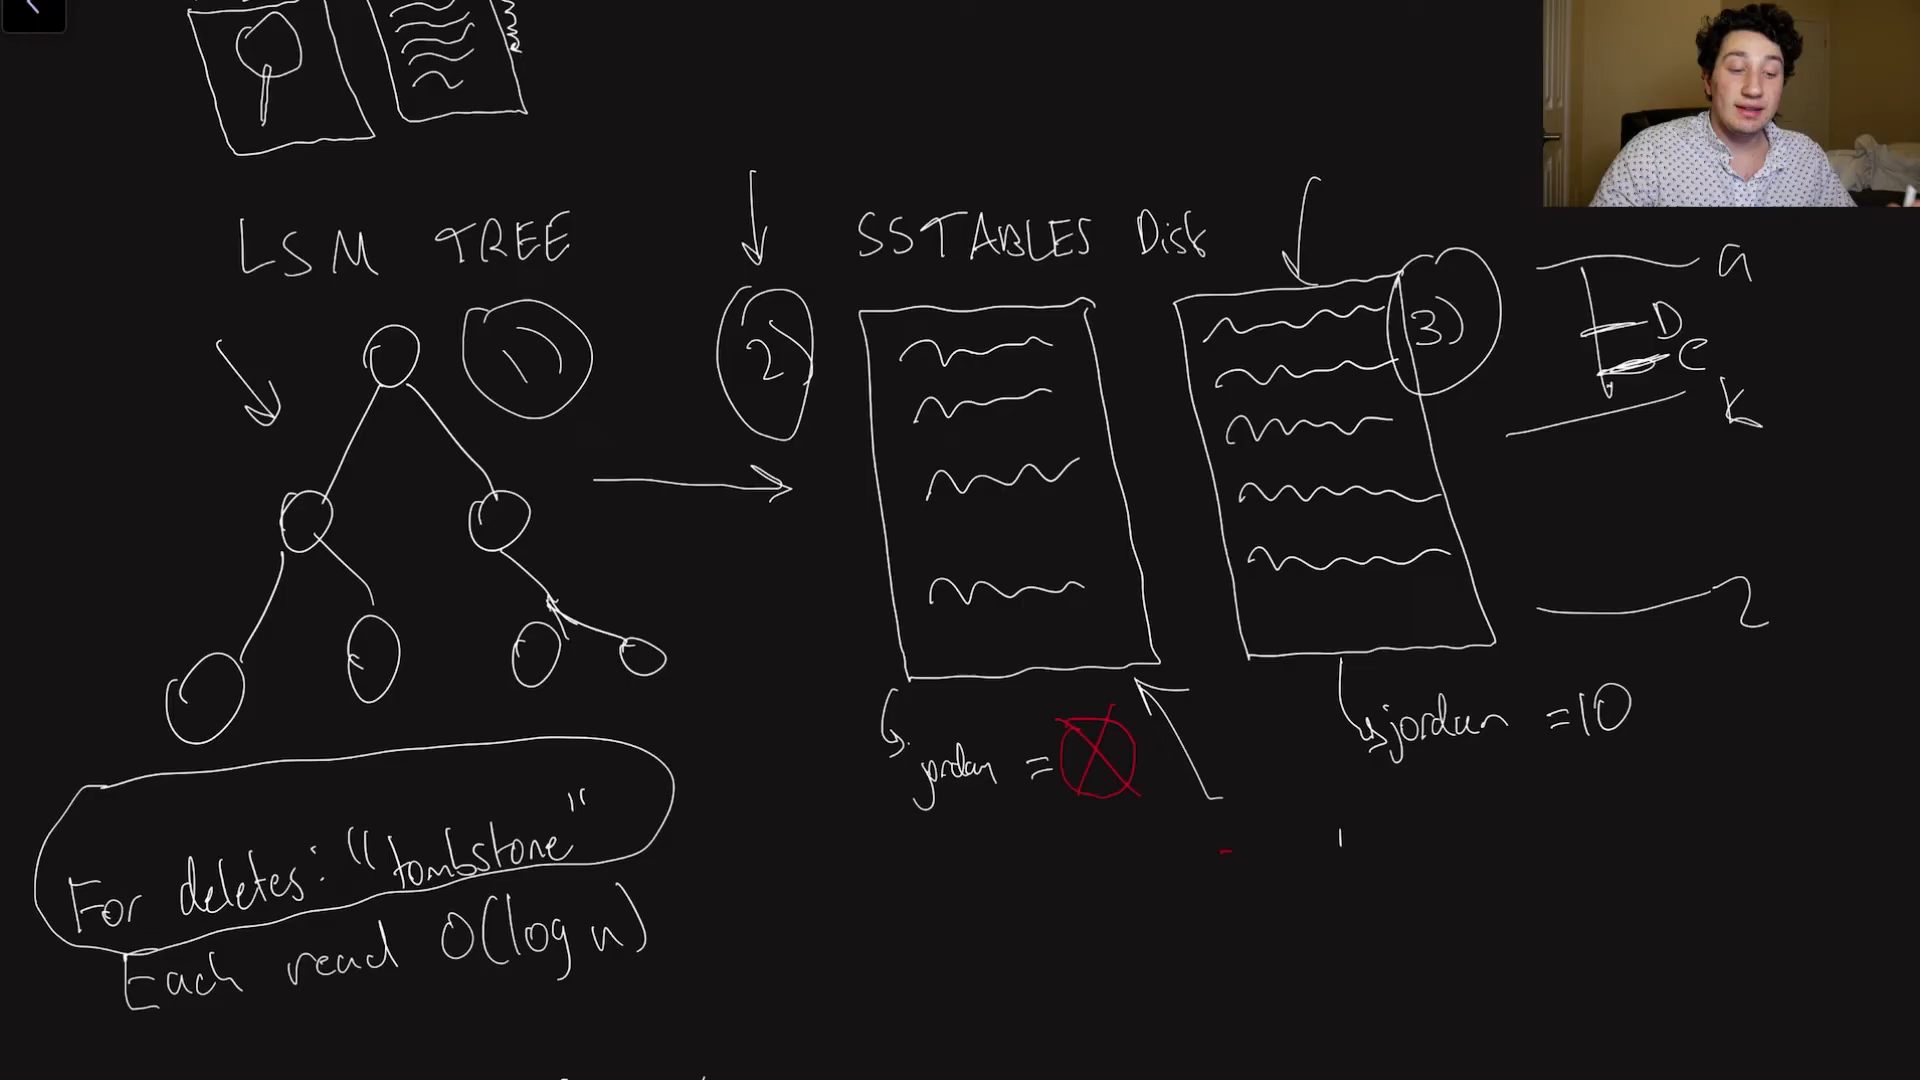 LSM TREE
SSTABLES Disk
1)
2)
3)
a
D
C
k
z
jordan =
jordan = 10
For deletes: "tombstone"
Each read O(log n)